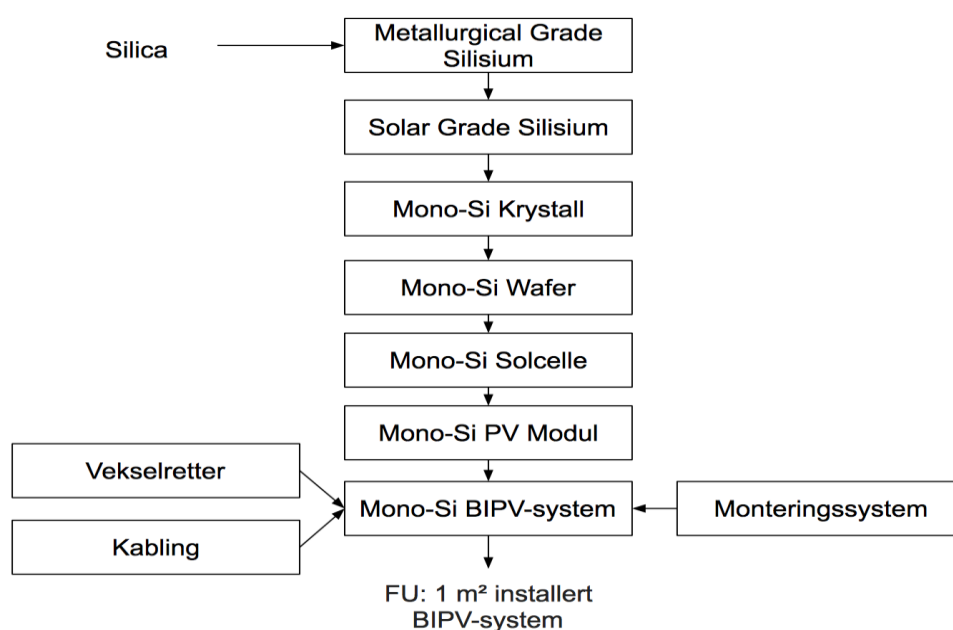 Silica
Metallurgical Grade
Silisium
Solar Grade Silisium
Mono-Si Krystall
Mono-Si Wafer
Mono-Si Solcelle
Mono-Si PV Modul
Vekselretter
Mono-Si BIPV-system
Monteringssystem
Kabling
FU: 1 m² installert
BIPV-system